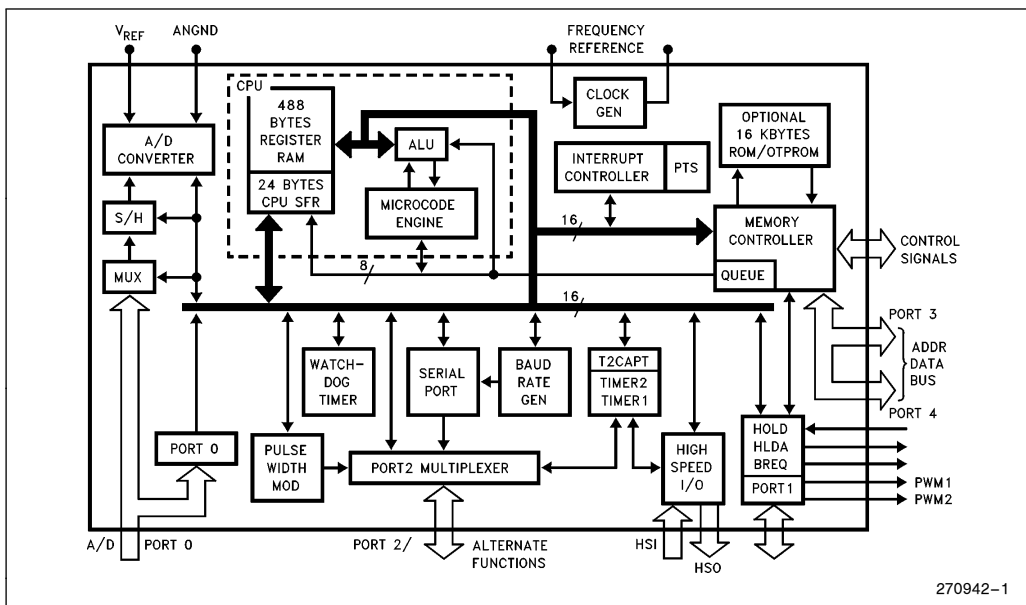 VREF
ANGND
FREQUENCY
REFERENCE
CPU
488
BYTES
REGISTER
RAM
24 BYTES
CPU SFR
ALU
MICROCODE
ENGINE
CLOCK
GEN
INTERRUPT
CONTROLLER
PTS
OPTIONAL
16 KBYTES
ROM/OTPROM
A/D
CONVERTER
S/H
MUX
16
8
16
MEMORY
CONTROLLER
QUEUE
CONTROL
SIGNALS
PORT 3
ADDR
DATA
BUS
PORT 4
WATCH-
DOG
TIMER
SERIAL
PORT
BAUD
RATE
GEN
T2CAPT
TIMER2
TIMER1
PORT 0
PULSE
WIDTH
MOD
PORT2 MULTIPLEXER
HIGH
SPEED
I/O
HOLD
HLDA
BREQ
PORT1
PWM1
PWM2
A/D
PORT 0
PORT 2/
ALTERNATE
FUNCTIONS
HSI
HSO
270942-1